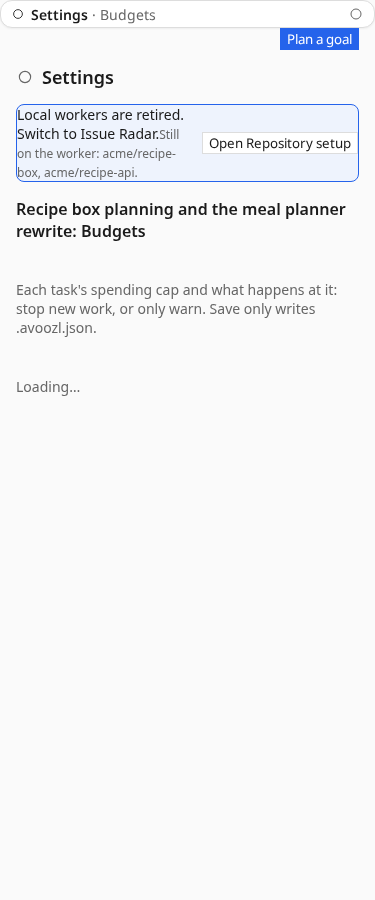 Settings · Budgets
Plan a goal
Settings
Local workers are retired.
Switch to Issue Radar.Still
on the worker: acme/recipe-
box, acme/recipe-api.
Open Repository setup
Recipe box planning and the meal planner
rewrite: Budgets
Each task's spending cap and what happens at it:
stop new work, or only warn. Save only writes
.avoozl.json.
Loading...